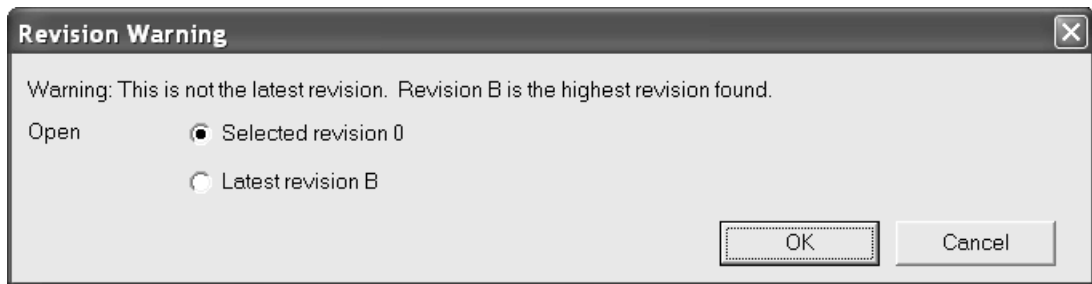 Revision Warning
Warning: This is not the latest revision. Revision B is the highest revision found.
Open Selected revision 0
Latest revision B
OK Cancel